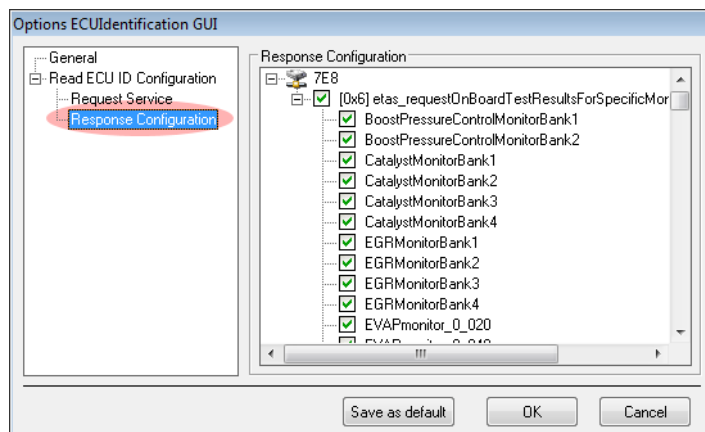 Options ECUIdentification GUI
General
Read ECU ID Configuration
Request Service
Response Configuration
Response Configuration
7E8
[0x6] etas_requestOnBoardTestResultsForSpecificMor
BoostPressureControlMonitorBank1
BoostPressureControlMonitorBank2
CatalystMonitorBank1
CatalystMonitorBank2
CatalystMonitorBank3
CatalystMonitorBank4
EGRMonitorBank1
EGRMonitorBank2
EGRMonitorBank3
EGRMonitorBank4
EVAPmonitor_0_020
Save as default
OK
Cancel